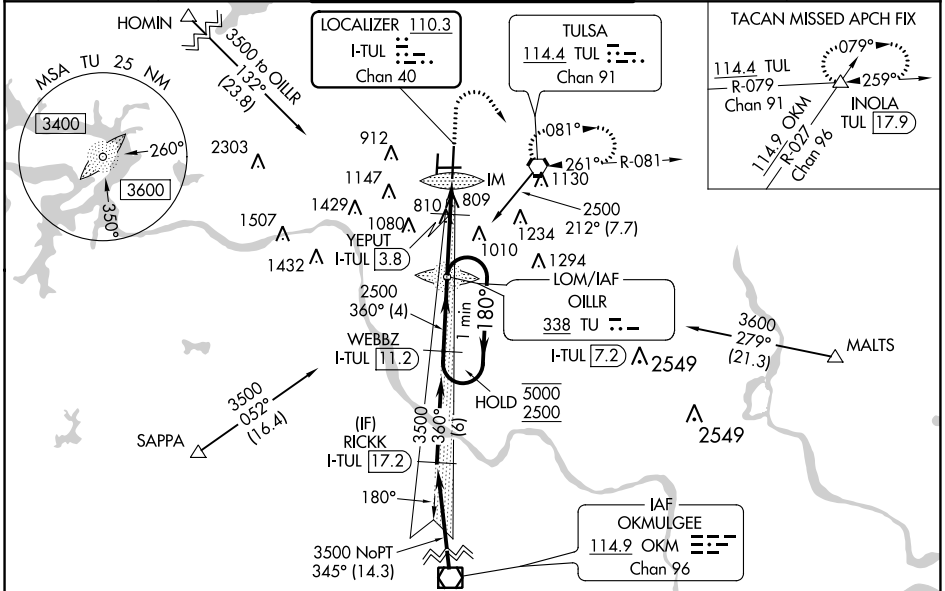 HOMIN
3500 to OILLR
132°
(23.8)
LOCALIZER 110.3
I-TUL
Chan 40
TULSA
114.4 TUL
Chan 91
TACAN MISSED APCH FIX
079°
114.4 TUL
R-079
Chan 91
259°
INOLA
TUL 17.9
114.9 OKM
R-027
Chan 96
MSA TU 25 NM
3400
260°
3600
350°
2303
912
1147
1429
1507
1080
1432
810
809
IM
081°
261°
R-081
1130
2500
212° (7.7)
1234
1010
1294
YEPUT
I-TUL 3.8
LOM/IAF
OILLR
338 TU
I-TUL 7.2
2549
2549
2500
360° (4)
1 min
180°
WEBBZ
I-TUL 11.2
HOLD 5000
2500
3600
279°
(21.3)
MALTS
3500
052°
(16.4)
SAPPA
3500
360°
(6)
(IF)
RICKK
I-TUL 17.2
180°
3500 NoPT
345° (14.3)
IAF
OKMULGEE
114.9 OKM
Chan 96